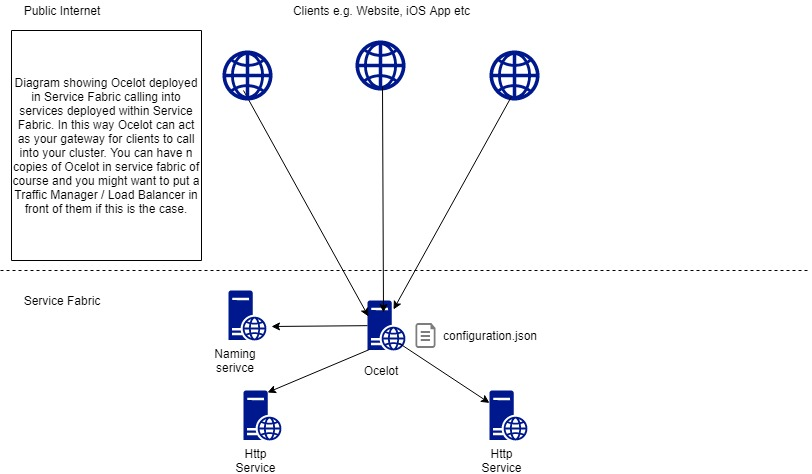 Public Internet
Clients e.g. Website, iOS App etc
Diagram showing Ocelot deployed
in Service Fabric calling into
services deployed within Service
Fabric. In this way Ocelot can act
as your gateway for clients to call
into your cluster. You can have n
copies of Ocelot in service fabric of
course and you might want to put a
Traffic Manager / Load Balancer in
front of them if this is the case.
Service Fabric
Naming
serivce
configuration.json
Ocelot
Http
Service
Http
Service